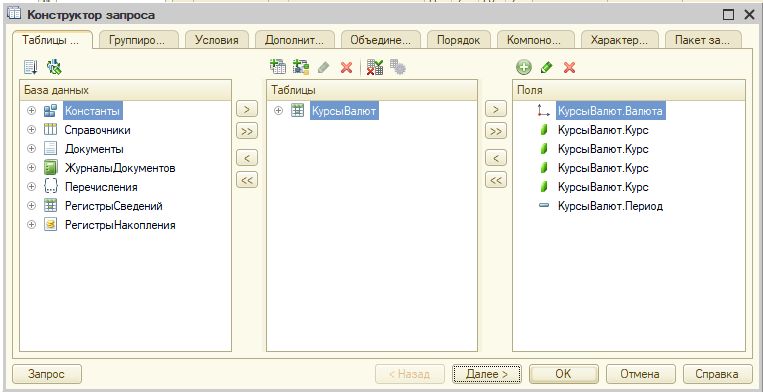 Конструктор запроса
Таблицы ...
Группиро...
Условия
Дополнит...
Объедине...
Порядок
Компоно...
Характер...
Пакет за...
База данных
Константы
Справочники
Документы
ЖурналыДокументов
Перечисления
РегистрыСведений
РегистрыНакопления
>
>>
<
<<
Таблицы
КурсыВалют
>
>>
<
<<
Поля
КурсыВалют.Валюта
КурсыВалют.Курс
КурсыВалют.Курс
КурсыВалют.Курс
КурсыВалют.Курс
КурсыВалют.Период
Запрос
< Назад
Далее >
OK
Отмена
Справка